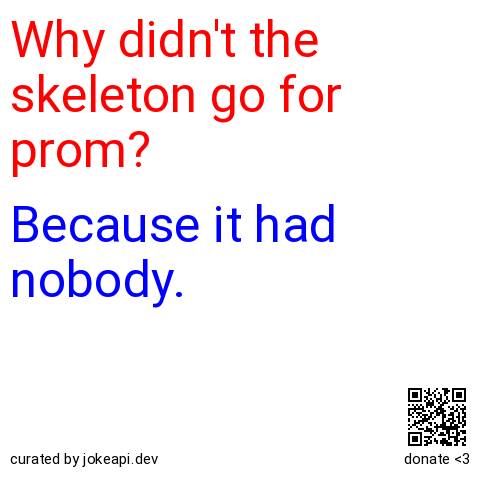 Why didn't the
skeleton go for
prom?
Because it had
nobody.
curated by jokeapi.dev
donate <3